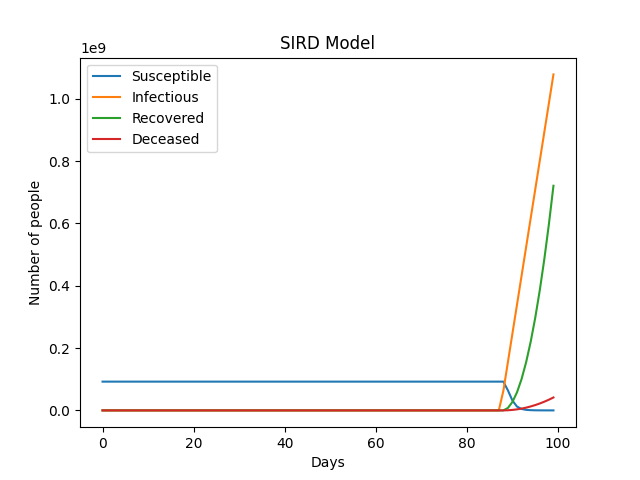 SIRD Model
1e9
Susceptible
Infectious
Recovered
Deceased
Number of people
1.0
0.8
0.6
0.4
0.2
0.0
0 20 40 60 80 100
Days